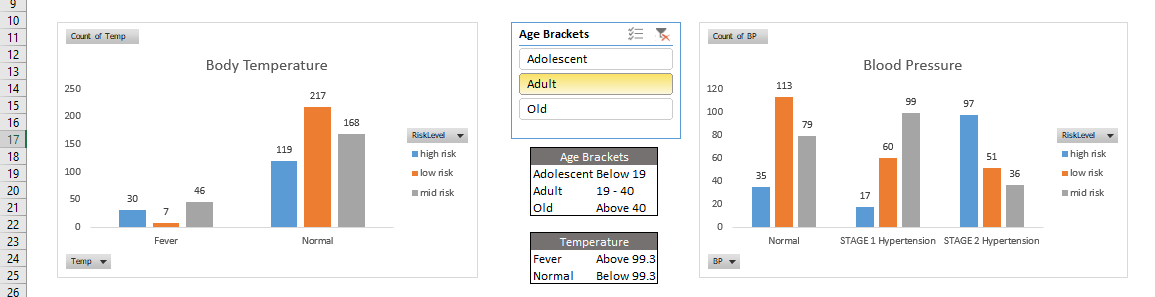 9
10
11
12
13
14
15
16
17
18
19
20
21
22
23
24
25
26
Count of Temp
Body Temperature
250
200
150
100
50
0
30
7
46
119
217
168
Fever
Normal
RiskLevel
high risk
low risk
mid risk
Temp
Age Brackets
Adolescent
Adult
Old
Age Brackets
Adolescent Below 19
Adult 19 - 40
Old Above 40
Temperature
Fever Above 99.3
Normal Below 99.3
Count of BP
Blood Pressure
120
100
80
60
40
20
0
35
113
79
17
60
99
97
51
36
Normal
STAGE 1 Hypertension
STAGE 2 Hypertension
RiskLevel
high risk
low risk
mid risk
BP